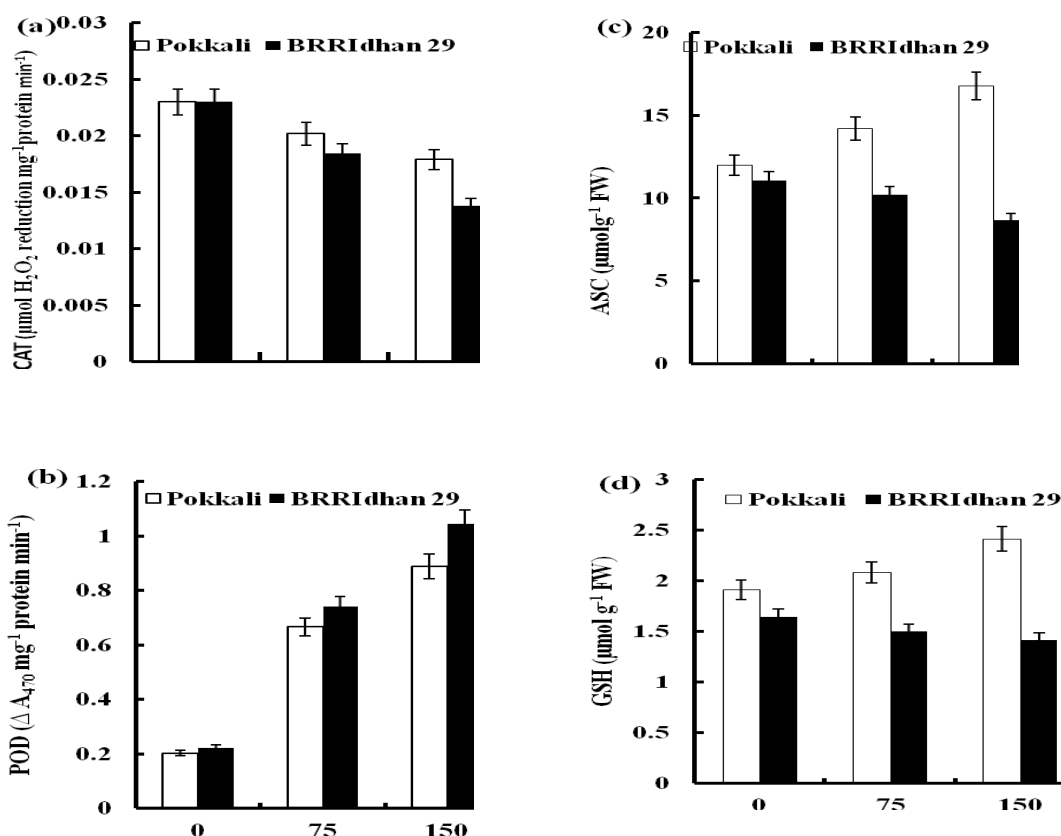 (a)
0.03
Pokkali BRRIdhan 29
0.025
0.02
0.015
0.01
0.005
0
CAT (µmol H₂O₂ reduction mg⁻¹protein min⁻¹)
(c)
20
Pokkali BRRIdhan 29
15
10
5
0
ASC (µmolg⁻¹ FW)
(b)
1.2
Pokkali BRRIdhan 29
1
0.8
0.6
0.4
0.2
0
POD (Δ A₄₇₀ mg⁻¹ protein min⁻¹)
0 75 150
(d)
3
Pokkali BRRIdhan 29
2.5
2
1.5
1
0.5
0
GSH (µmol g⁻¹ FW)
0 75 150